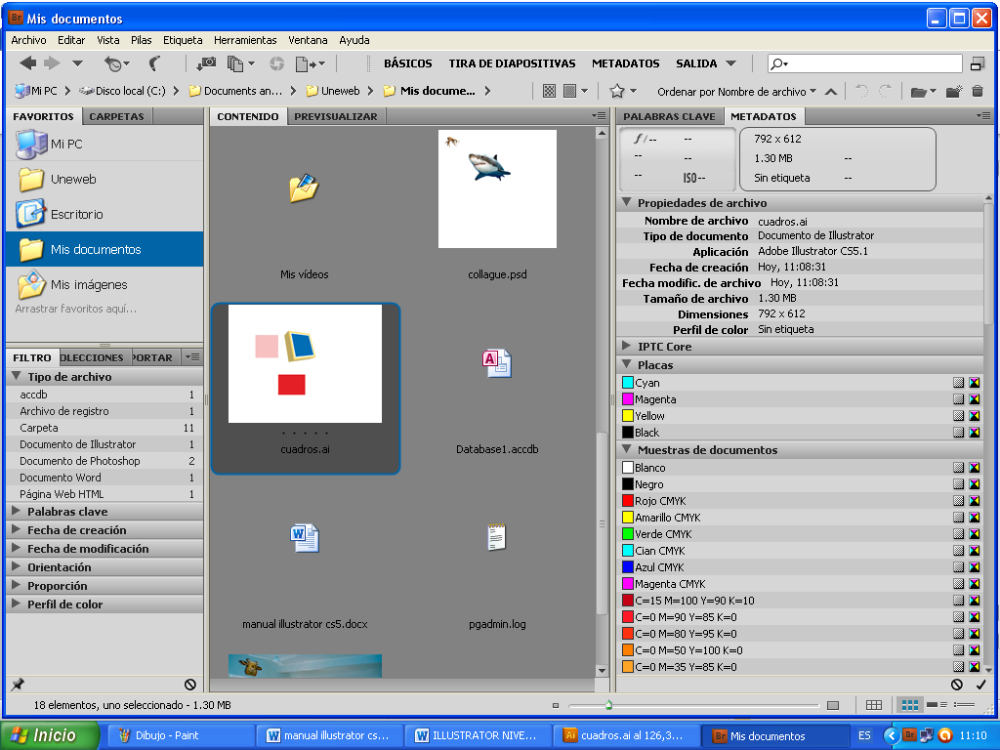 Br Mis documentos
Archivo Editar Vista Pilas Etiqueta Herramientas Ventana Ayuda
BÁSICOS TIRA DE DIAPOSITIVAS METADATOS SALIDA
Mi PC Disco local (C:) Documents an... Uneweb Mis docume... Ordenar por Nombre de archivo
FAVORITOS CARPETAS
Mi PC
Uneweb
Escritorio
Mis documentos
Mis imágenes
Arrastrar favoritos aquí...
FILTRO OLECCIONES PORTAR
Tipo de archivo
accdb 1
Archivo de registro 1
Carpeta 11
Documento de Illustrator 1
Documento de Photoshop 2
Documento Word 1
Página Web HTML 1
Palabras clave
Fecha de creación
Fecha de modificación
Orientación
Proporción
Perfil de color
CONTENIDO PREVISUALIZAR
Mis vídeos
collague.psd
cuadros.ai
Database1.accdb
manual illustrator cs5.docx
pgadmin.log
PALABRAS CLAVE METADATOS
f/-- --
-- --
-- ISO--
792 x 612
1.30 MB --
Sin etiqueta --
Propiedades de archivo
Nombre de archivo cuadros.ai
Tipo de documento Documento de Illustrator
Aplicación Adobe Illustrator CS5.1
Fecha de creación Hoy, 11:08:31
Fecha modific. de archivo Hoy, 11:08:31
Tamaño de archivo 1.30 MB
Dimensiones 792 x 612
Perfil de color Sin etiqueta
IPTC Core
Placas
Cyan
Magenta
Yellow
Black
Muestras de documentos
Blanco
Negro
Rojo CMYK
Amarillo CMYK
Verde CMYK
Cian CMYK
Azul CMYK
Magenta CMYK
C=15 M=100 Y=90 K=10
C=0 M=90 Y=85 K=0
C=0 M=80 Y=95 K=0
C=0 M=50 Y=100 K=0
C=0 M=35 Y=85 K=0
18 elementos, uno seleccionado - 1.30 MB
Inicio Dibujo - Paint manual illustrator cs... ILLUSTRATOR NIVE... Ai cuadros.ai al 126,3... Br Mis documentos ES Br 11:10